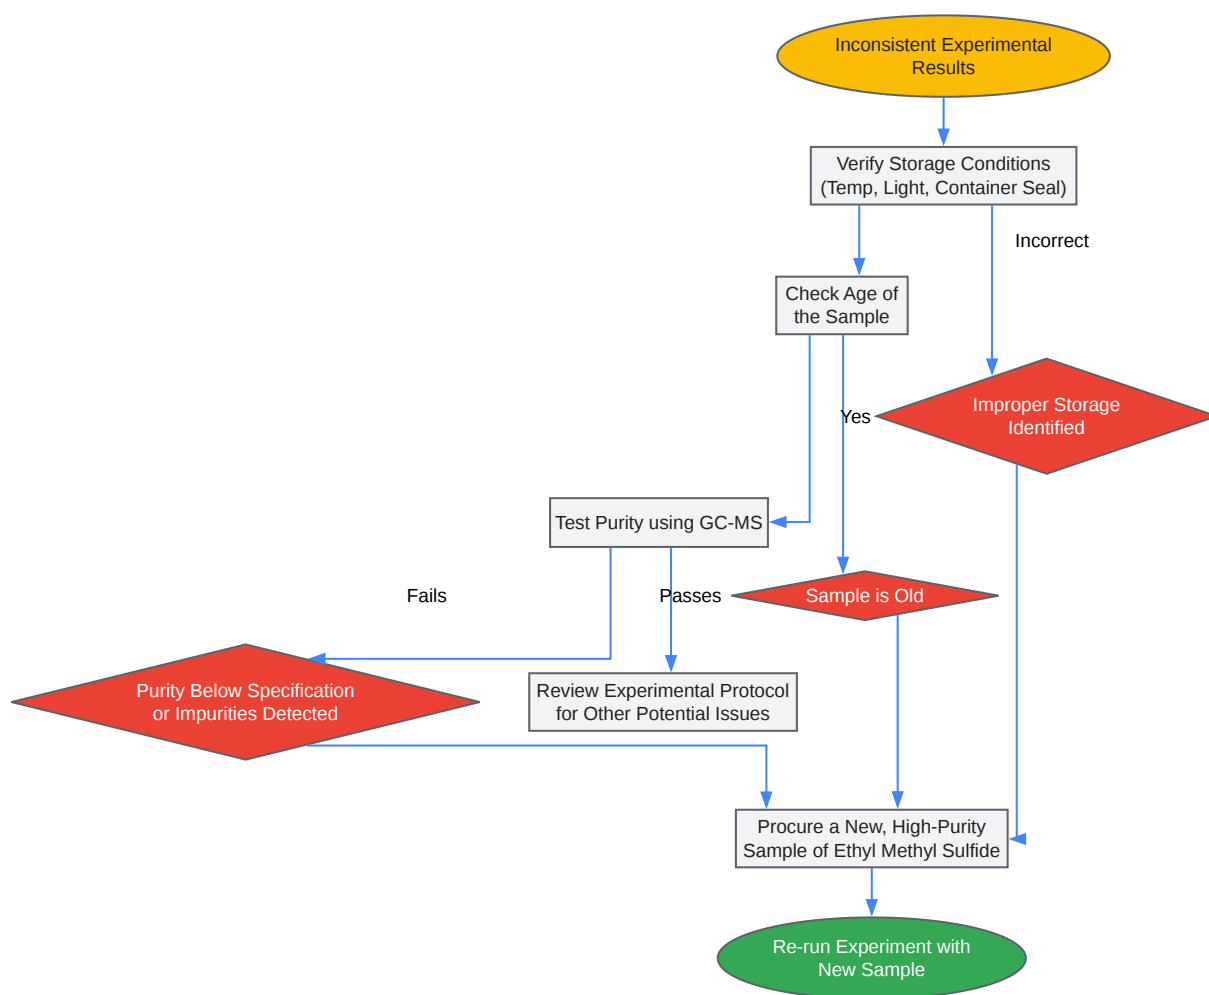 Inconsistent Experimental
Results
Verify Storage Conditions
(Temp, Light, Container Seal)
Incorrect
Check Age of
the Sample
Improper Storage
Identified
Yes
Test Purity using GC-MS
Fails
Passes
Sample is Old
Purity Below Specification
or Impurities Detected
Review Experimental Protocol
for Other Potential Issues
Procure a New, High-Purity
Sample of Ethyl Methyl Sulfide
Re-run Experiment with
New Sample